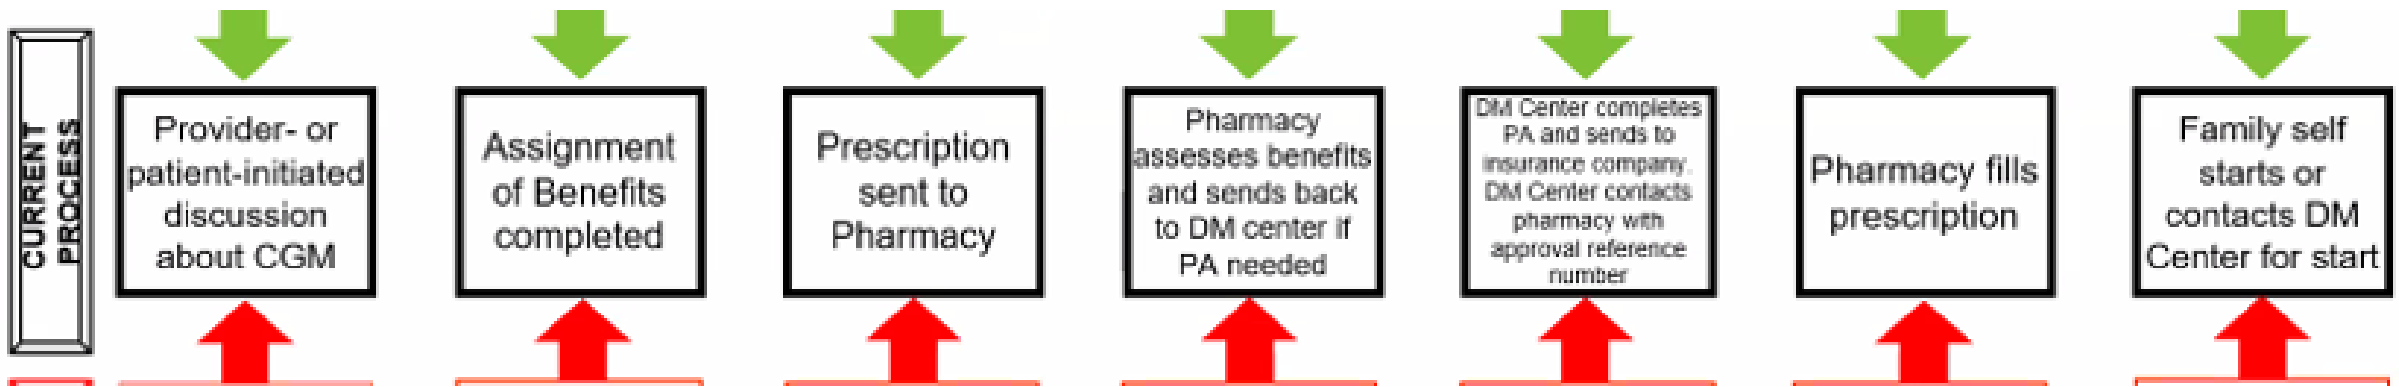 CURRENT
PROCESS
Provider- or
patient-initiated
discussion
about CGM
Assignment
of Benefits
completed
Prescription
sent to
Pharmacy
Pharmacy
assesses benefits
and sends back
to DM center if
PA needed
DM Center completes
PA and sends to
insurance company.
DM Center contacts
pharmacy with
approval reference
number
Pharmacy fills
prescription
Family self
starts or
contacts DM
Center for start